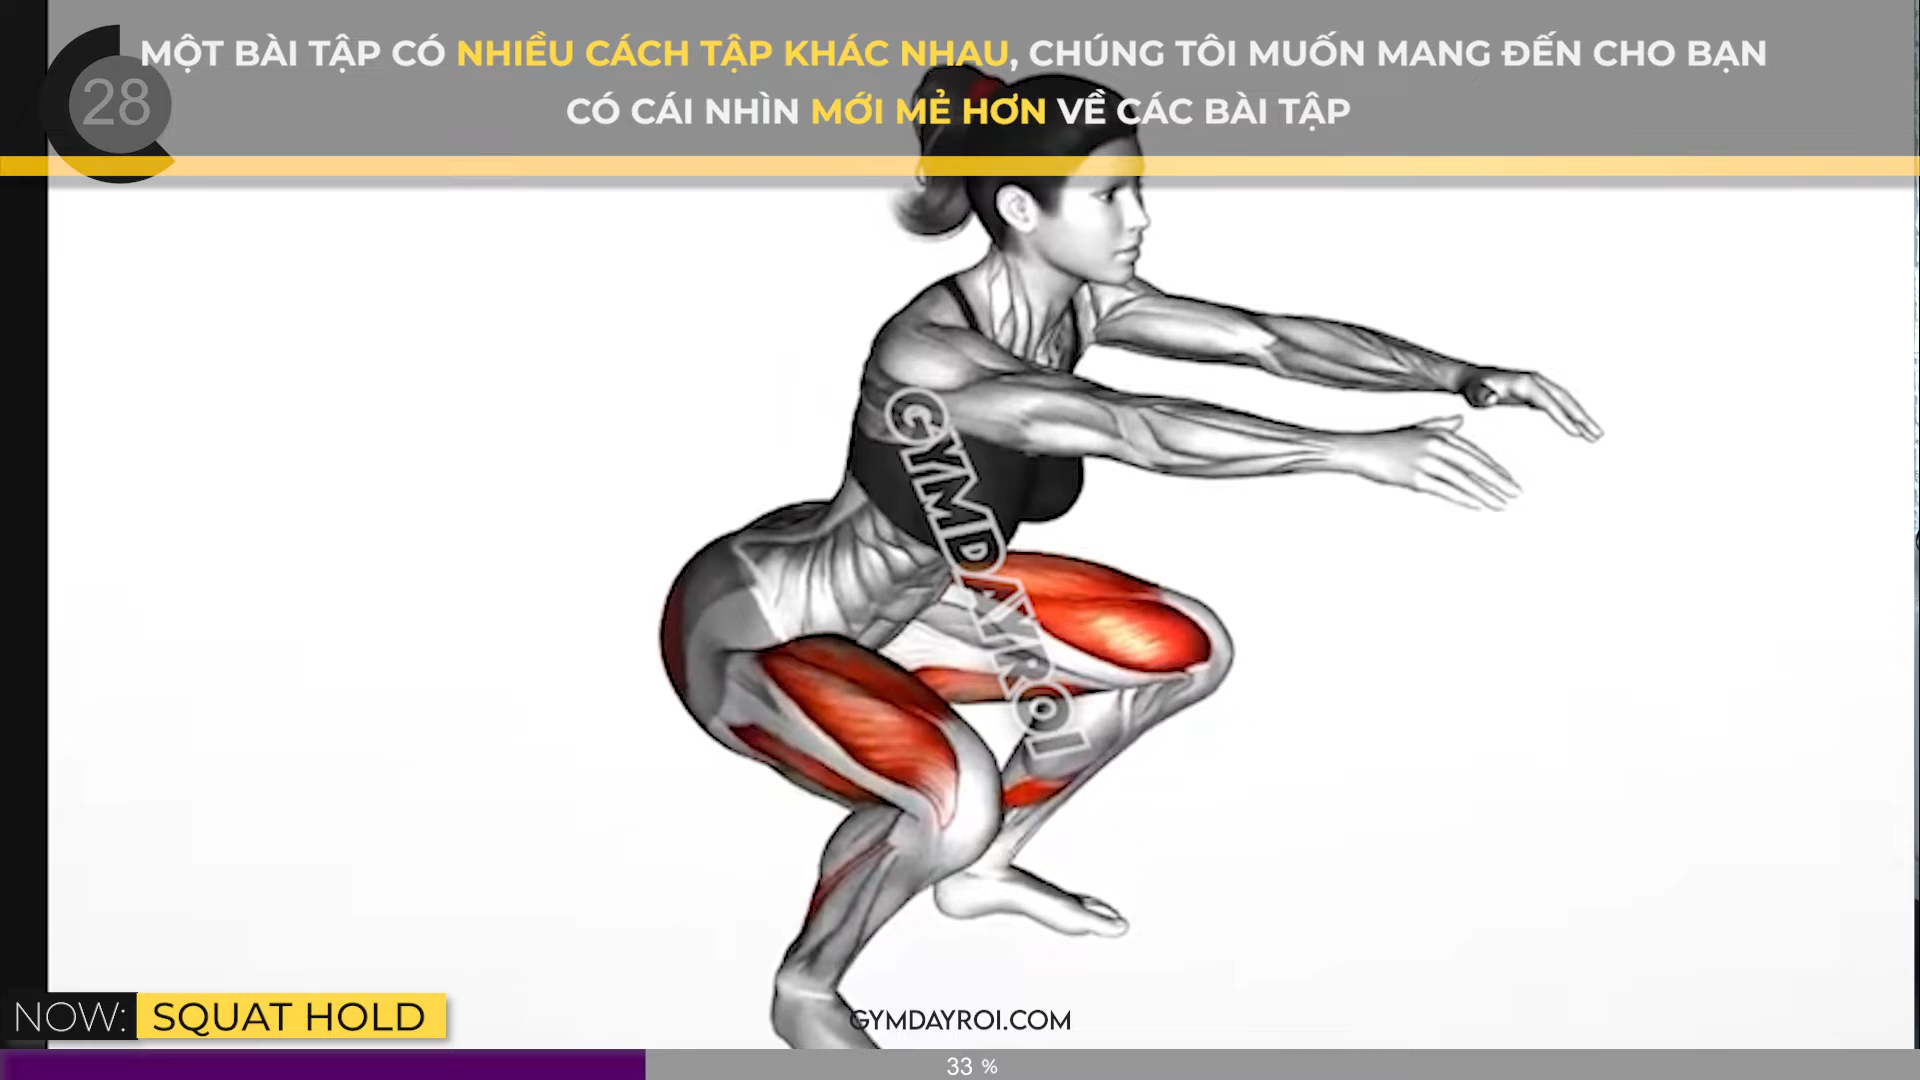 MỘT BÀI TẬP CÓ NHIỀU CÁCH TẬP KHÁC NHAU, CHÚNG TÔI MUỐN MANG ĐẾN CHO BẠN
CÓ CÁI NHÌN MỚI MẺ HƠN VỀ CÁC BÀI TẬP
28
GYMDAYROI
NOW: SQUAT HOLD
GYMDAYROI.COM
33 %